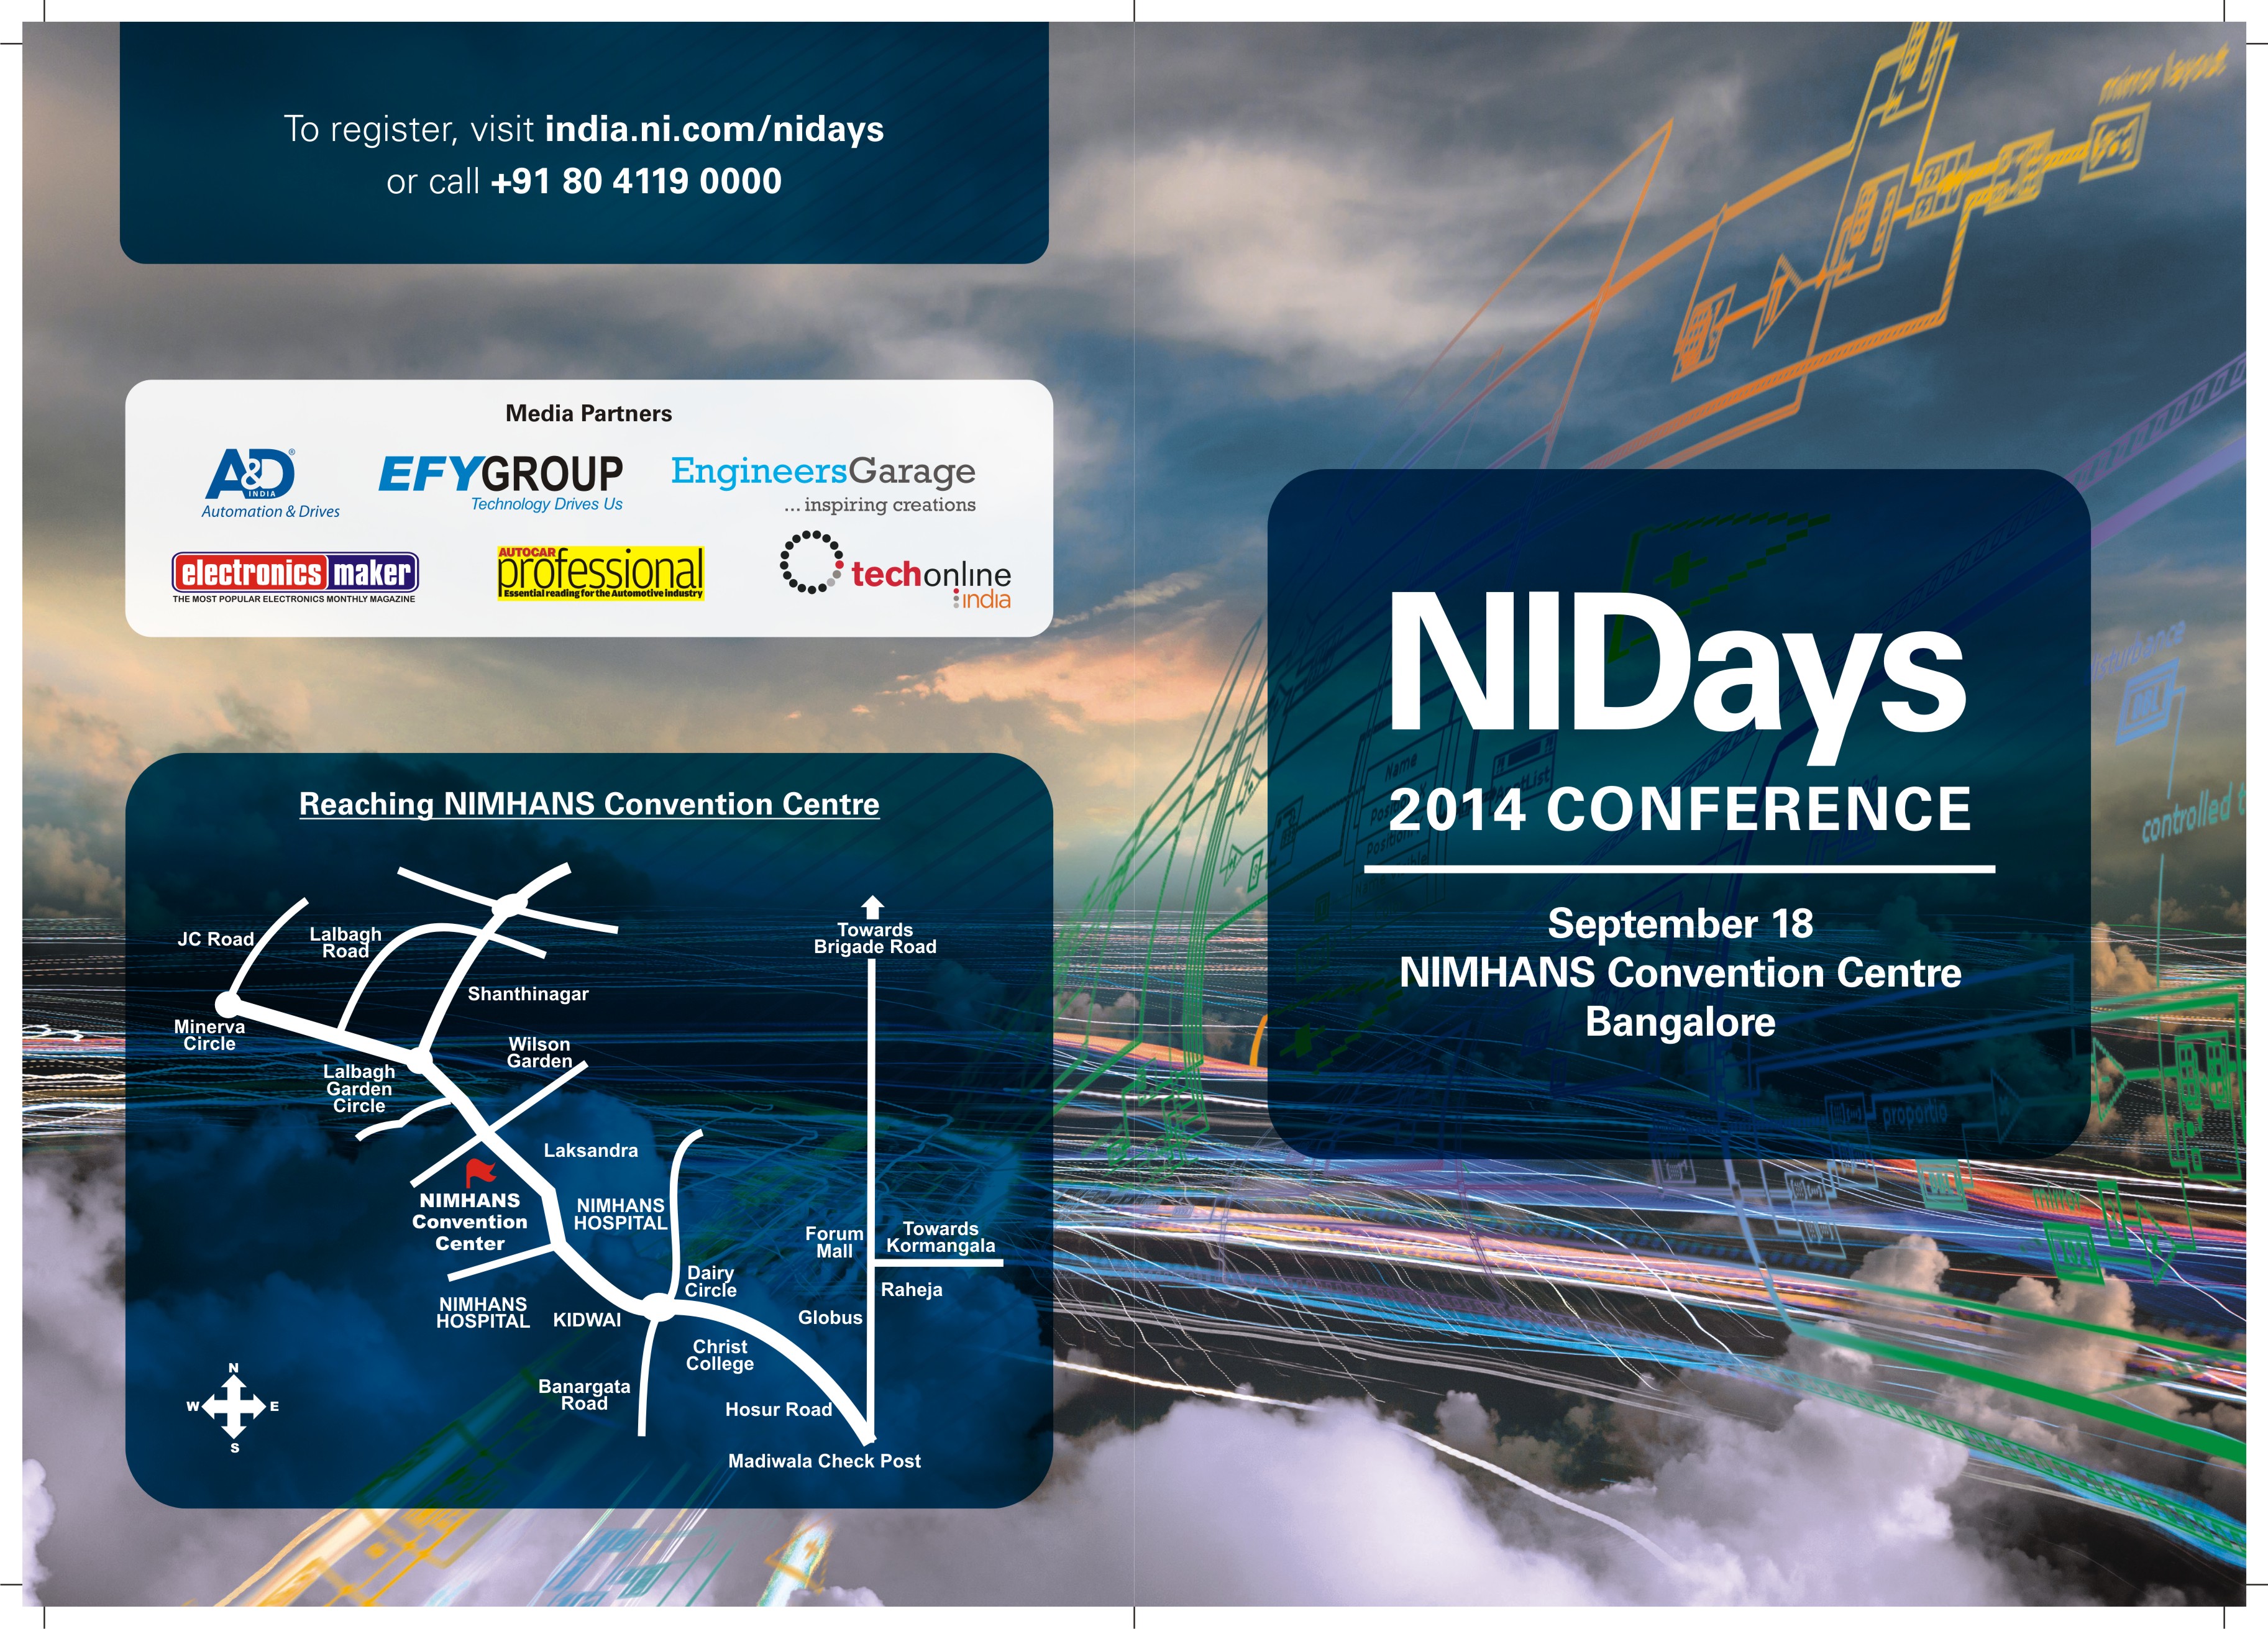 To register, visit india.ni.com/nidays
or call +91 80 4119 0000
Media Partners
A&D®
INDIA
Automation & Drives
EFYGROUP
Technology Drives Us
EngineersGarage
... inspiring creations
electronics maker
THE MOST POPULAR ELECTRONICS MONTHLY MAGAZINE
AUTOCAR
professional
Essential reading for the Automotive industry
techonline
india
Reaching NIMHANS Convention Centre
JC Road
Lalbagh
Road
Towards
Brigade Road
Shanthinagar
Minerva
Circle
Wilson
Garden
Lalbagh
Garden
Circle
Laksandra
NIMHANS
Convention
Center
NIMHANS
HOSPITAL
Forum
Mall
Towards
Kormangala
Dairy
Circle
Raheja
NIMHANS
HOSPITAL
KIDWAI
Globus
Christ
College
Banargata
Road
Hosur Road
Madiwala Check Post
N
W E
S
NIDays
2014 CONFERENCE
September 18
NIMHANS Convention Centre
Bangalore
Name
controlled
proportio
minor